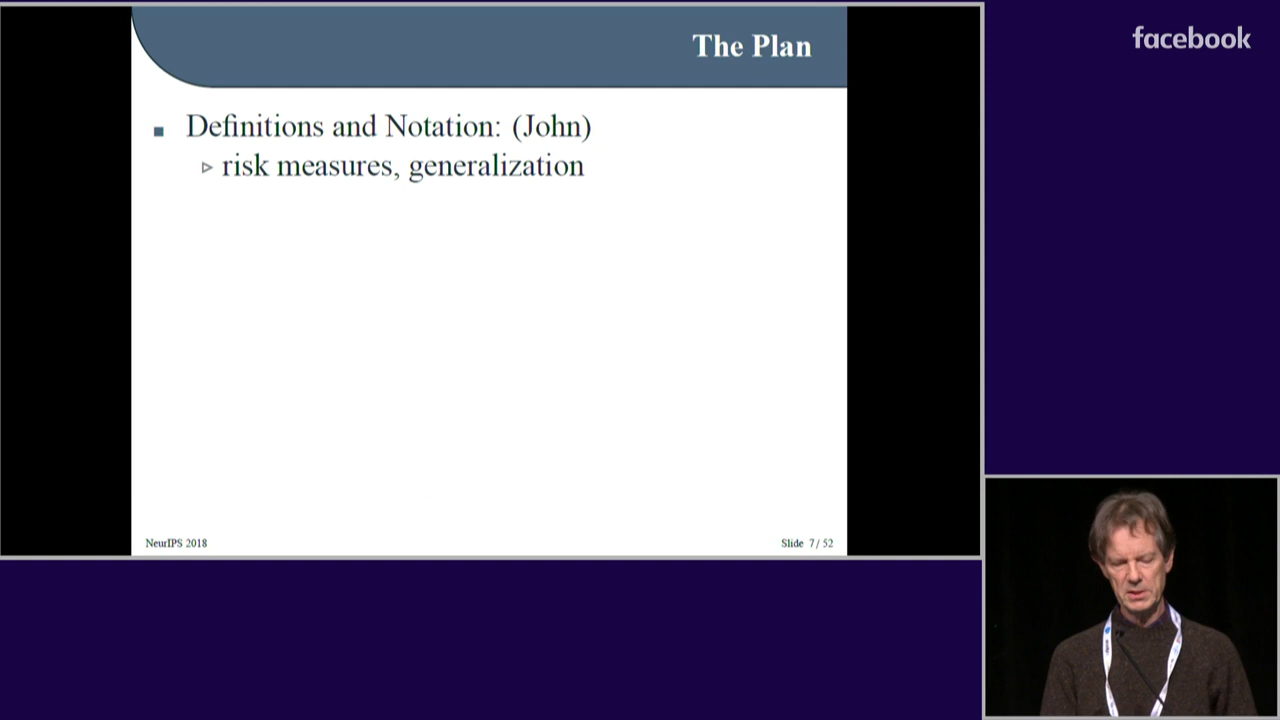 The Plan
facebook
Definitions and Notation: (John)
risk measures, generalization
NeurIPS 2018
Slide 7/ 52